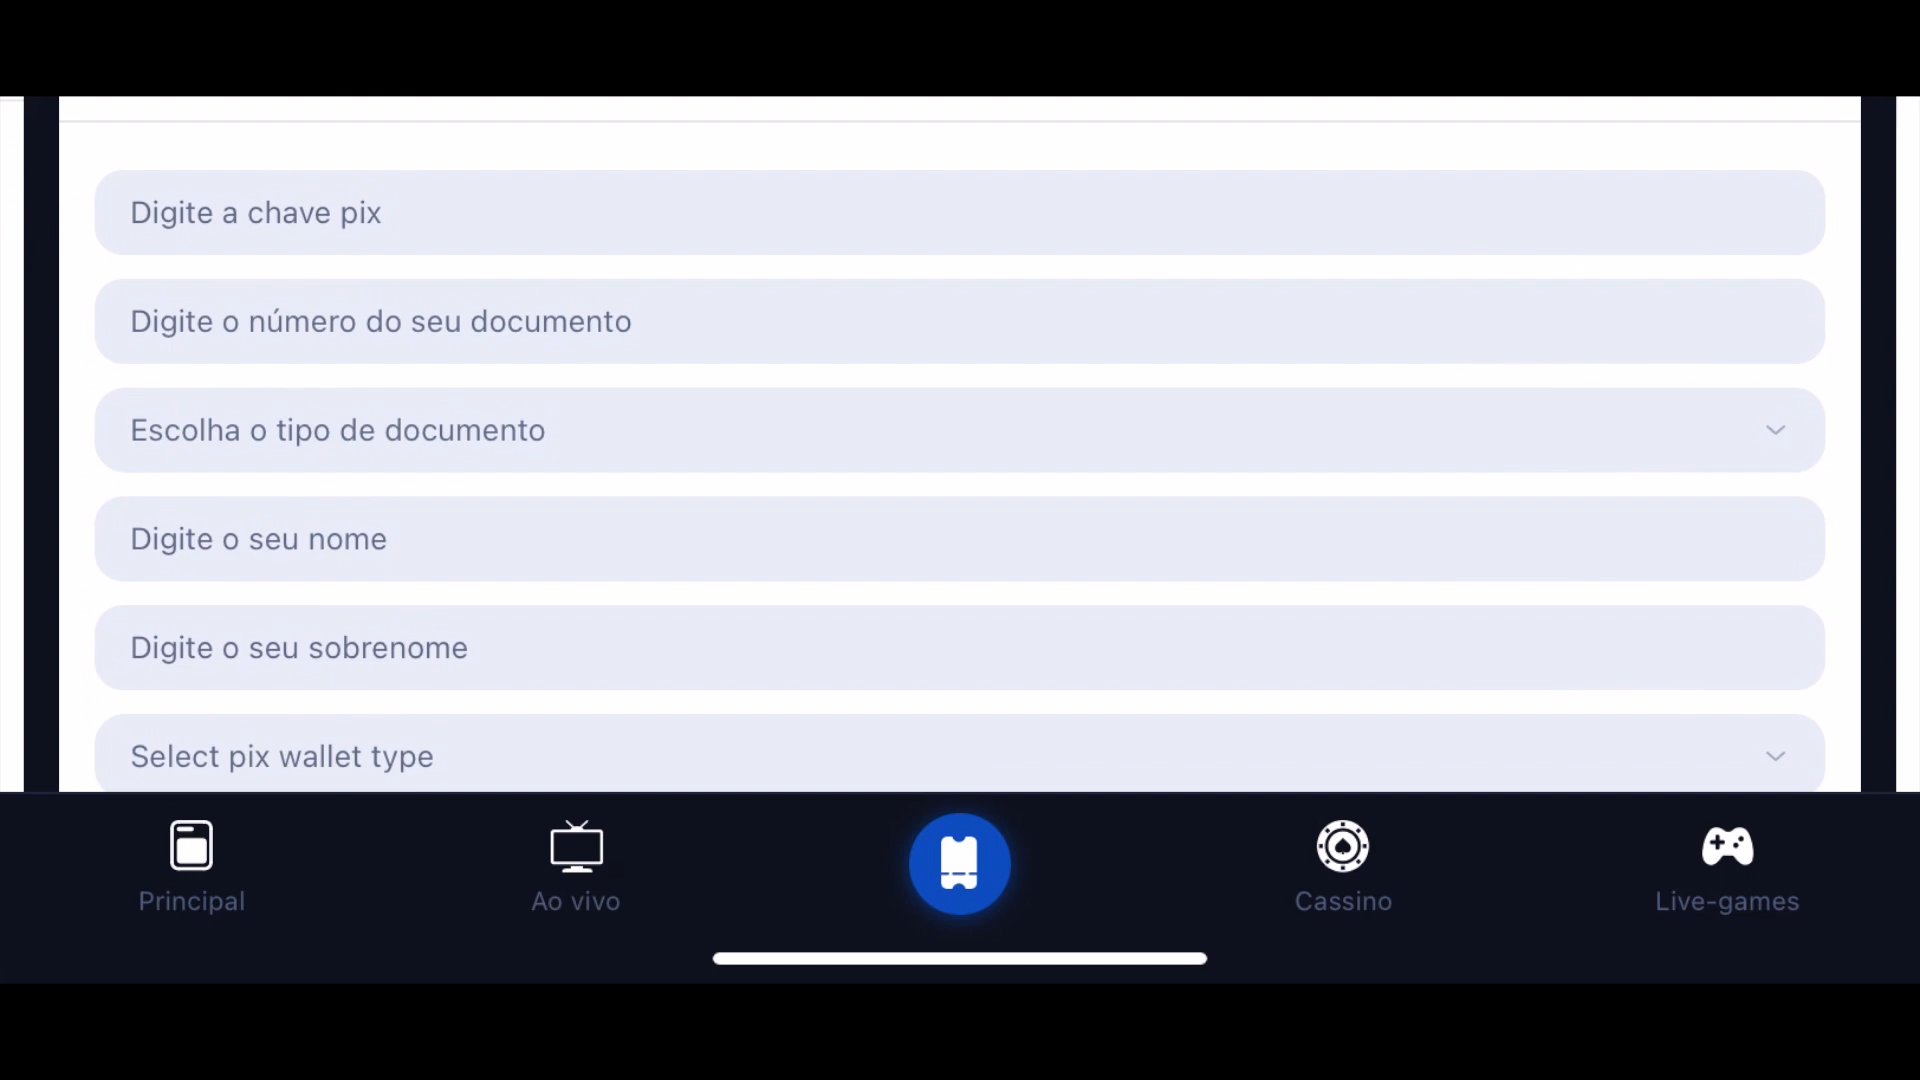 Digite a chave pix
Digite o número do seu documento
Escolha o tipo de documento
Digite o seu nome
Digite o seu sobrenome
Select pix wallet type
Principal
Ao vivo
Cassino
Live-games